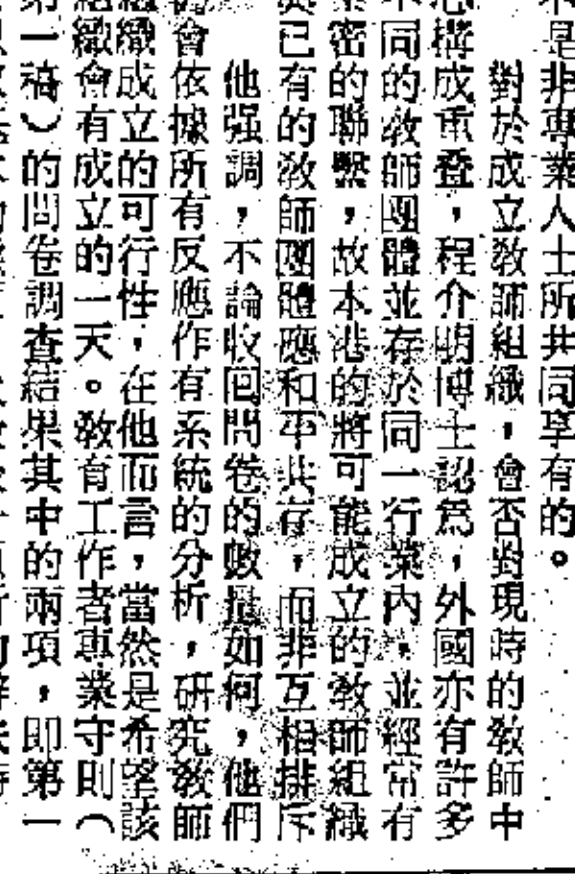 是非專業人士所共同享有的。
對於成立教師組織，會否對現時的教師中
構成重叠，程介明博士認爲，外國亦有許多
不同的教師團體並存於同一行業內，並經常有
密的聯繫，故本港的將可能成立的教師組織
已有的教師團體應和平共存，而非互相排斥
他强調，不論收回問卷的數量如何，他們
會依據所有反應作有系統的分析，研究教師
組織成立的可行性，在他而言，當然是希望該
組織會有成立的一天。教育工作者專業守則（
第一稿）的問卷調查結果其中的兩項，即第一